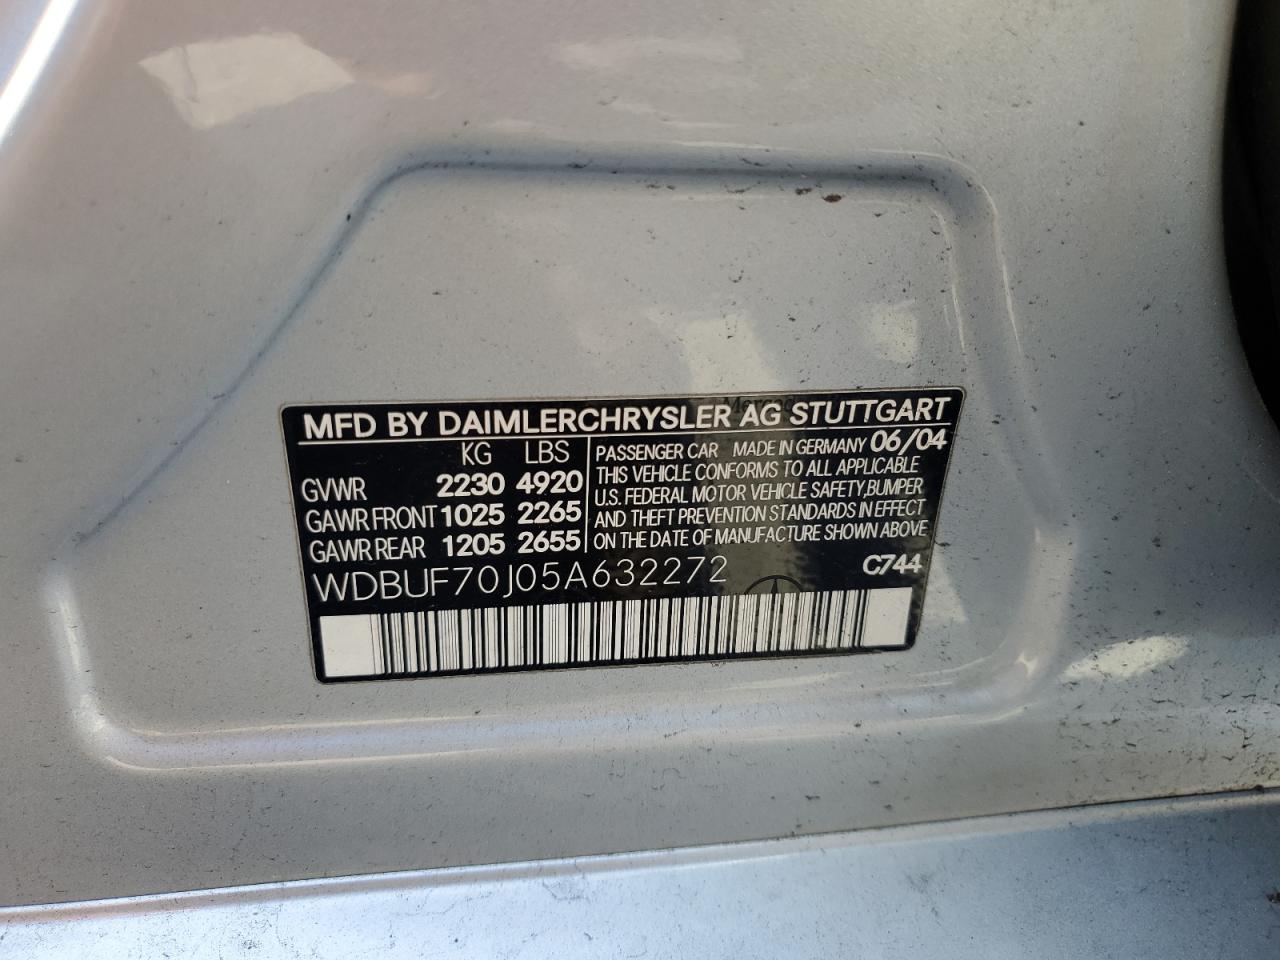 MFD BY DAIMLERCHRYSLER AG STUTTGART
KG LBS
GVWR 2230 4920
GAWR FRONT 1025 2265
GAWR REAR 1205 2655
PASSENGER CAR MADE IN GERMANY 06/04
THIS VEHICLE CONFORMS TO ALL APPLICABLE
U.S. FEDERAL MOTOR VEHICLE SAFETY,BUMPER
AND THEFT PREVENTION STANDARDS IN EFFECT
ON THE DATE OF MANUFACTURE SHOWN ABOVE
WDBUF70J05A632272 C744